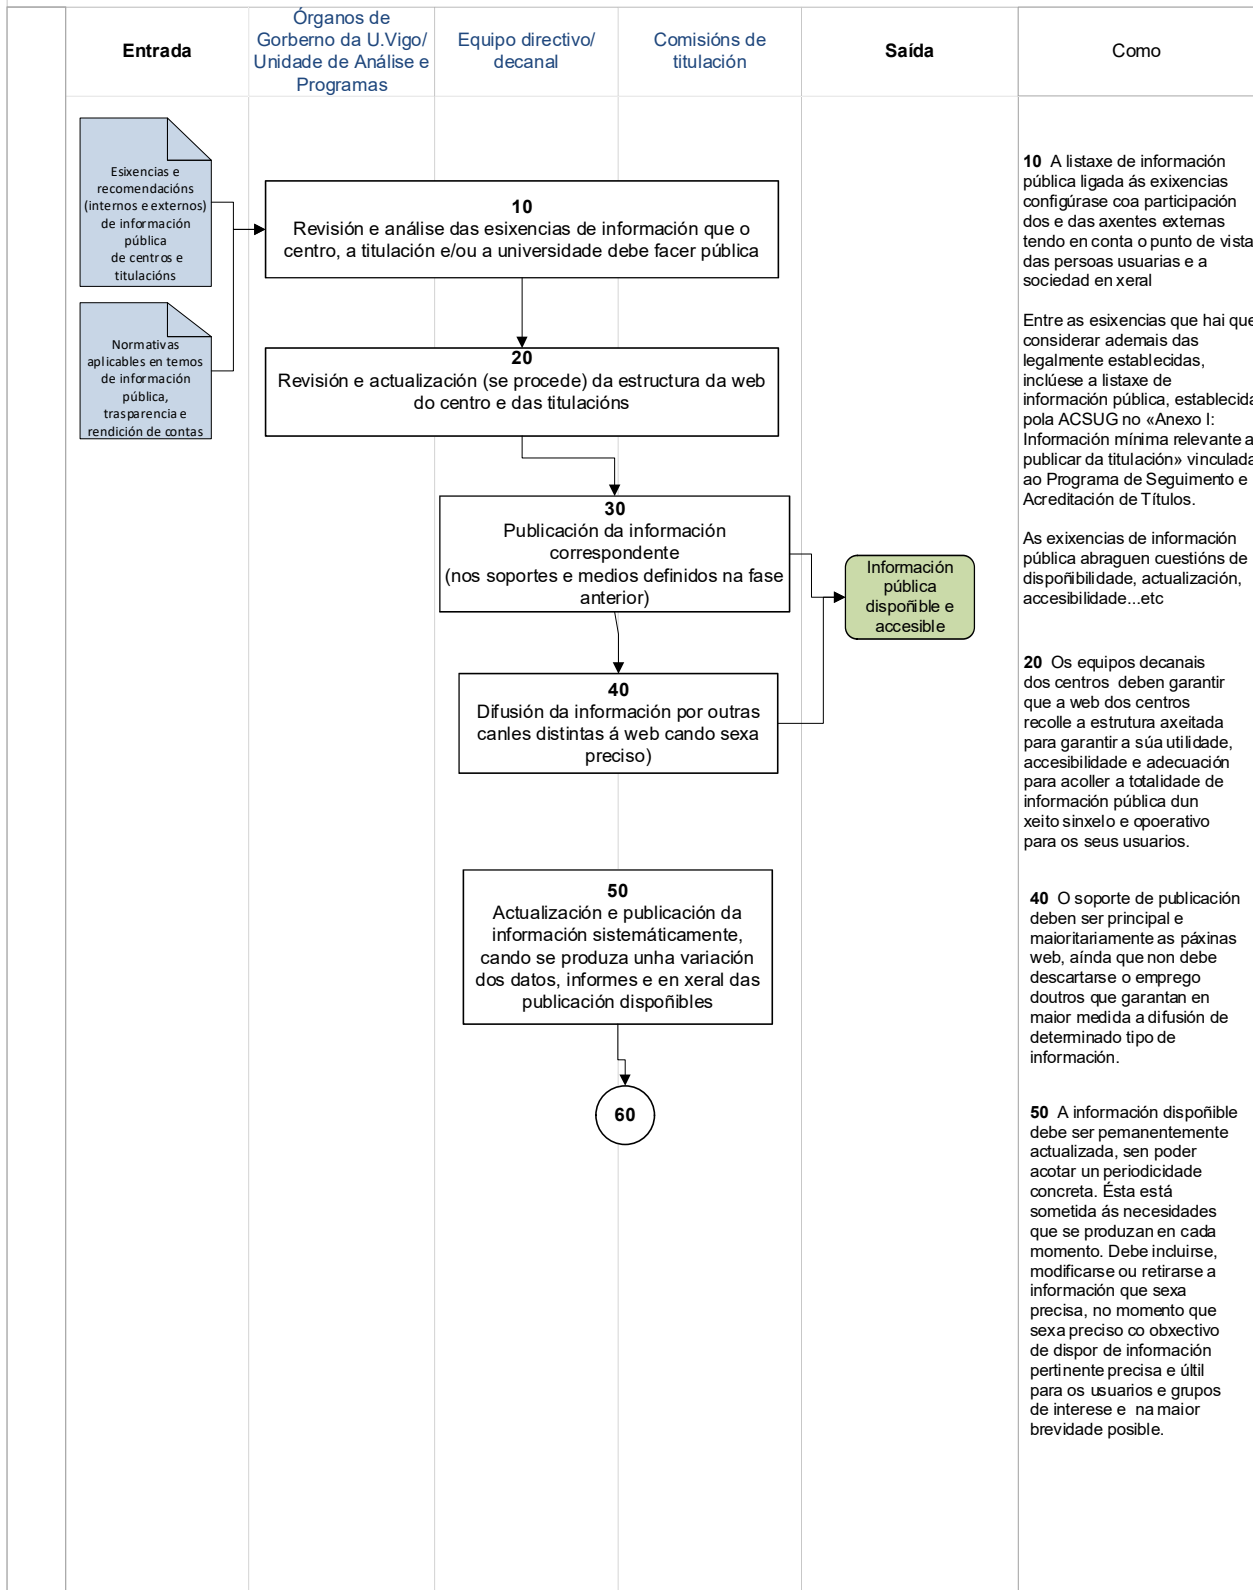 Entrada
Órganos de
Gorberno da U.Vigo/
Unidade de Análise e
Programas
Equipo directivo/
decanal
Comisións de
titulación
Saída
Como
Esixencias e
recomendacións
(internos e externos)
de información
pública
de centros e
titulacións
Normativas
aplicables en temos
de información
pública,
trasparencia e
rendición de contas
10
Revisión e análise das esixencias de información que o
centro, a titulación e/ou a universidade debe facer pública
20
Revisión e actualización (se procede) da estructura da web
do centro e das titulacións
30
Publicación da información
correspondente
(nos soportes e medios definidos na fase
anterior)
Información
pública
dispoñible e
accesible
40
Difusión da información por outras
canles distintas á web cando sexa
preciso)
50
Actualización e publicación da
información sistemáticamente,
cando se produza unha variación
dos datos, informes e en xeral das
publicación dispoñibles
60
10 A listaxe de información
pública ligada ás exixencias
configúrase coa participación
dos e das axentes externas
tendo en conta o punto de vista
das persoas usuarias e a
sociedad en xeral
Entre as esixencias que hai que
considerar ademais das
legalmente establecidas,
inclúese a listaxe de
información pública, establecida
pola ACSUG no «Anexo I:
Información mínima relevante a
publicar da titulación» vinculada
ao Programa de Seguimento e
Acreditación de Títulos.
As exixencias de información
pública abraguen cuestións de
dispoñibilidade, actualización,
accesibilidade...etc
20 Os equipos decanais
dos centros deben garantir
que a web dos centros
recolle a estrutura axeitada
para garantir a súa utilidade,
accesibilidade e adecuación
para acoller a totalidade de
información pública dun
xeito sinxelo e opoerativo
para os seus usuarios.
40 O soporte de publicación
deben ser principal e
maioritariamente as páxinas
web, aínda que non debe
descartarse o emprego
doutros que garantan en
maior medida a difusión de
determinado tipo de
información.
50 A información dispoñible
debe ser pemanentemente
actualizada, sen poder
acotar un periodicidade
concreta. Ésta está
sometida ás necesidades
que se produzan en cada
momento. Debe incluirse,
modificarse ou retirarse a
información que sexa
precisa, no momento que
sexa preciso co obxectivo
de dispor de información
pertinente precisa e últil
para os usuarios e grupos
de interese e na maior
brevidade posible.